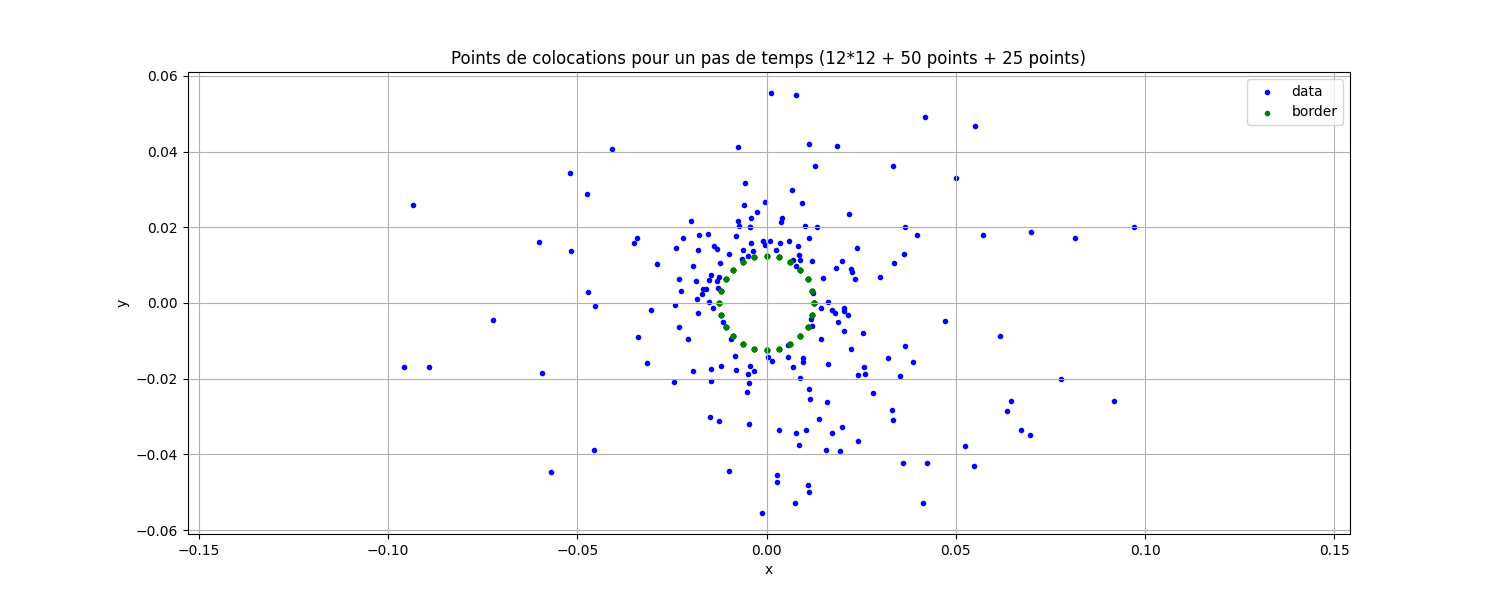 Points de colocations pour un pas de temps (12*12 + 50 points + 25 points)
data
border
0.06
0.04
0.02
0.00
−0.02
−0.04
−0.06
y
−0.15
−0.10
−0.05
0.00
0.05
0.10
0.15
x